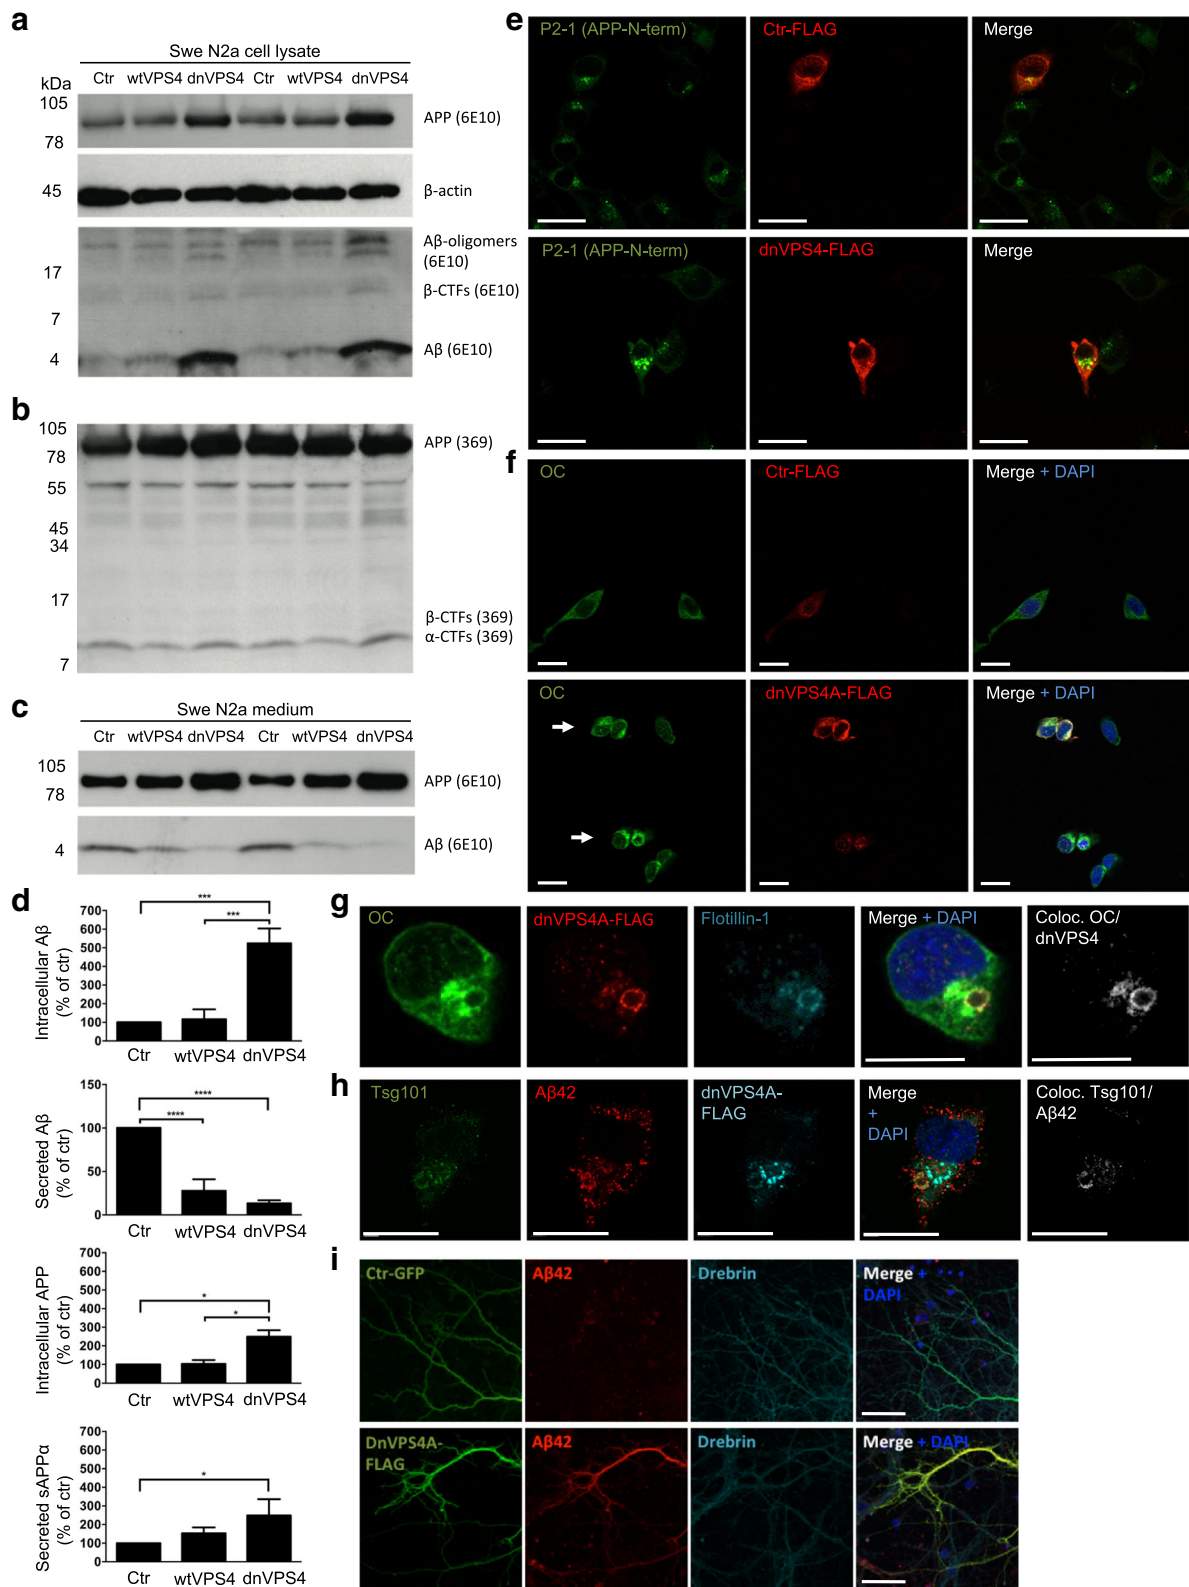 a
Swe N2a cell lysate
kDa
Ctr wtVPS4 dnVPS4 Ctr wtVPS4 dnVPS4
105
APP (6E10)
78
45
β-actin
Aβ-oligomers
(6E10)
17
β-CTFs (6E10)
7
Aβ (6E10)
4
b
105
APP (369)
78
55
45
34
17
β-CTFs (369)
α-CTFs (369)
7
c
Swe N2a medium
Ctr wtVPS4 dnVPS4 Ctr wtVPS4 dnVPS4
105
APP (6E10)
78
4
Aβ (6E10)
d
Intracellular Aβ
(% of ctr)
700
600
500
400
300
200
100
0
***
***
Ctr wtVPS4 dnVPS4
Secreted Aβ
(% of ctr)
150
100
50
0
****
****
Ctr wtVPS4 dnVPS4
Intracellular APP
(% of ctr)
700
600
500
400
300
200
100
0
*
*
Ctr wtVPS4 dnVPS4
Secreted sAPPα
(% of ctr)
700
600
500
400
300
200
100
0
*
Ctr wtVPS4 dnVPS4
e
P2-1 (APP-N-term)
Ctr-FLAG
Merge
P2-1 (APP-N-term)
dnVPS4-FLAG
Merge
f
OC
Ctr-FLAG
Merge + DAPI
OC
dnVPS4A-FLAG
Merge + DAPI
g
OC
dnVPS4A-FLAG
Flotillin-1
Merge + DAPI
Coloc. OC/
dnVPS4
h
Tsg101
Aβ42
dnVPS4A-
FLAG
Merge
+
DAPI
Coloc. Tsg101/
Aβ42
i
Ctr-GFP
Aβ42
Drebrin
Merge +
DAPI
DnVPS4A-
FLAG
Aβ42
Drebrin
Merge + DAPI